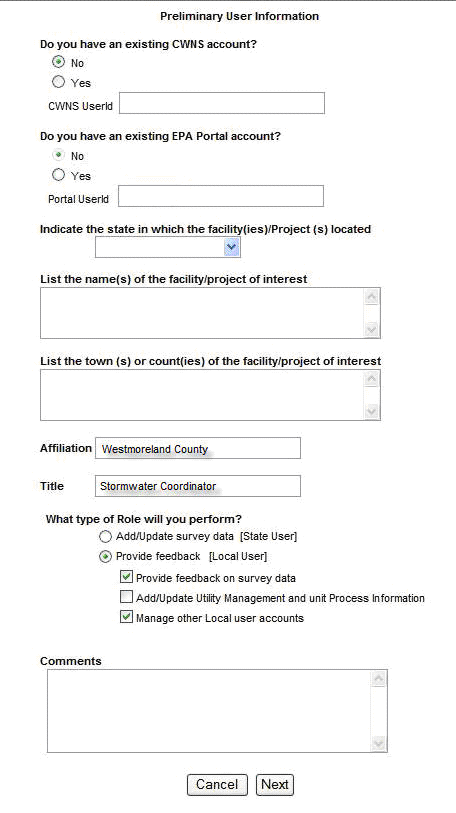 Preliminary User Information
Do you have an existing CWNS account?
No
Yes
CWNS UserId
Do you have an existing EPA Portal account?
No
Yes
Portal UserId
Indicate the state in which the facility(ies)/Project (s) located
List the name(s) of the facility/project of interest
List the town (s) or count(ies) of the facility/project of interest
Affiliation Westmoreland County
Title Stormwater Coordinator
What type of Role will you perform?
Add/Update survey data [State User]
Provide feedback [Local User]
Provide feedback on survey data
Add/Update Utility Management and unit Process Information
Manage other Local user accounts
Comments
Cancel Next